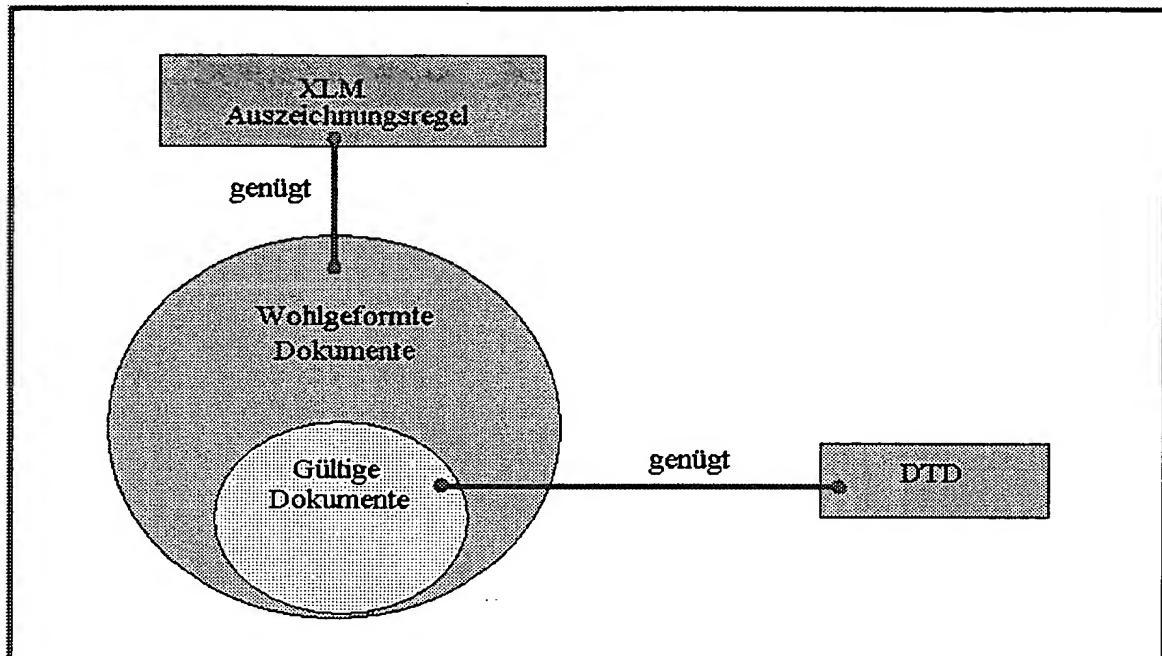 XLM
Auszeichnungsregel
genügt
Wohlgeformte
Dokumente
Gültige
Dokumente
genügt
DTD